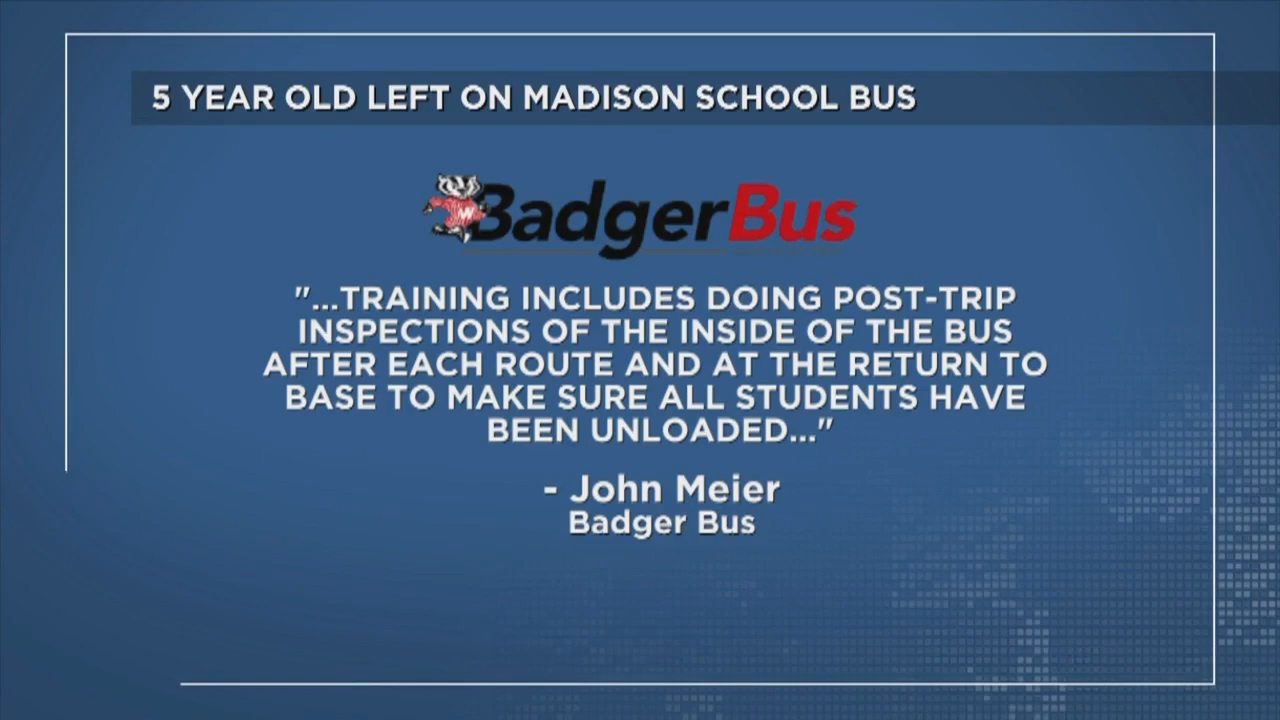 5 YEAR OLD LEFT ON MADISON SCHOOL BUS
BadgerBus
"...TRAINING INCLUDES DOING POST-TRIP
INSPECTIONS OF THE INSIDE OF THE BUS
AFTER EACH ROUTE AND AT THE RETURN TO
BASE TO MAKE SURE ALL STUDENTS HAVE
BEEN UNLOADED..."
- John Meier
Badger Bus